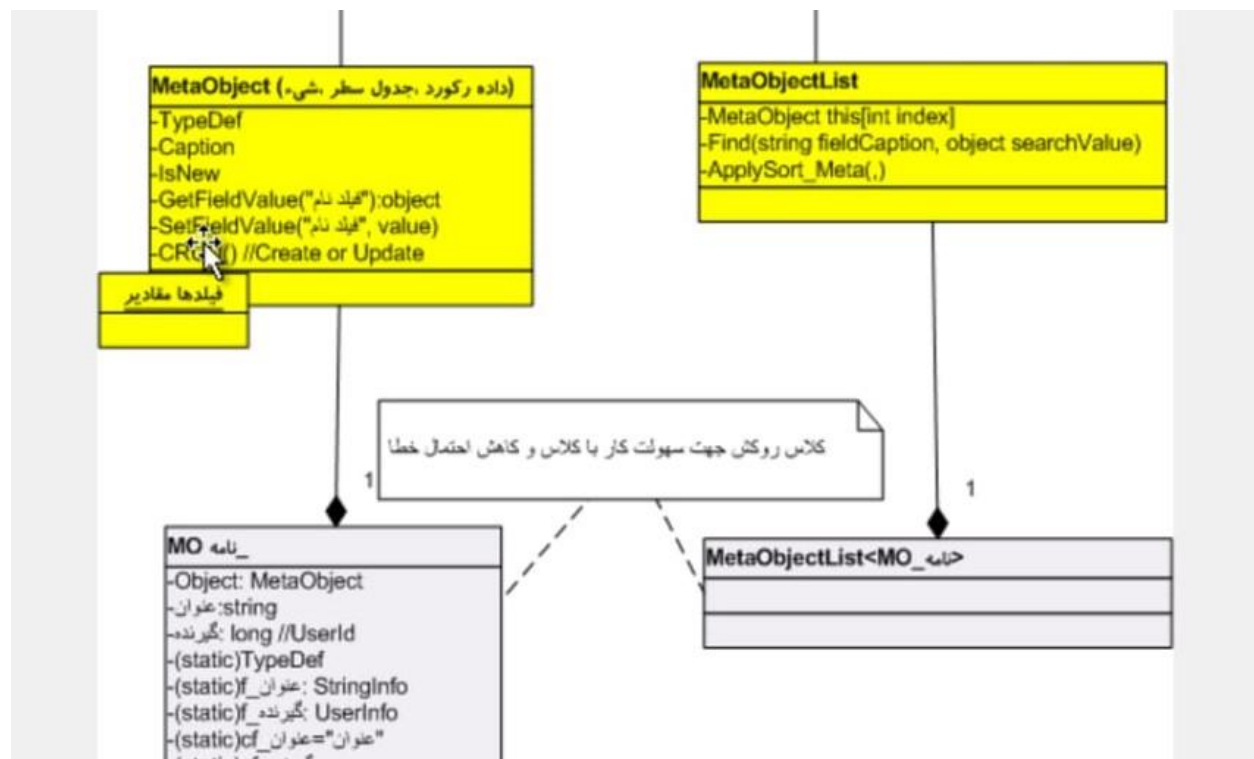 MetaObject (داده رکورد ،جدول سطر ،شیء)
-TypeDef
-Caption
-IsNew
-GetFieldValue("فیلد نام"):object
-SetFieldValue("فیلد نام", value)
() //Create or Update
فیلدها مقادیر
MetaObjectList
-MetaObject this[int index]
-Find(string fieldCaption, object searchValue)
-ApplySort_Meta(,)
کلاس روکش جهت سهولت کار با کلاس و کاهش احتمال خطا
1
1
MO نامه_
-Object: MetaObject
-عنوان:string
-گیرنده: long //UserId
-(static)TypeDef
-(static)f_عنوان: StringInfo
-(static)f_گیرنده: UserInfo
-(static)cf_عنوان="عنوان"
MetaObjectList<MO_نامه>